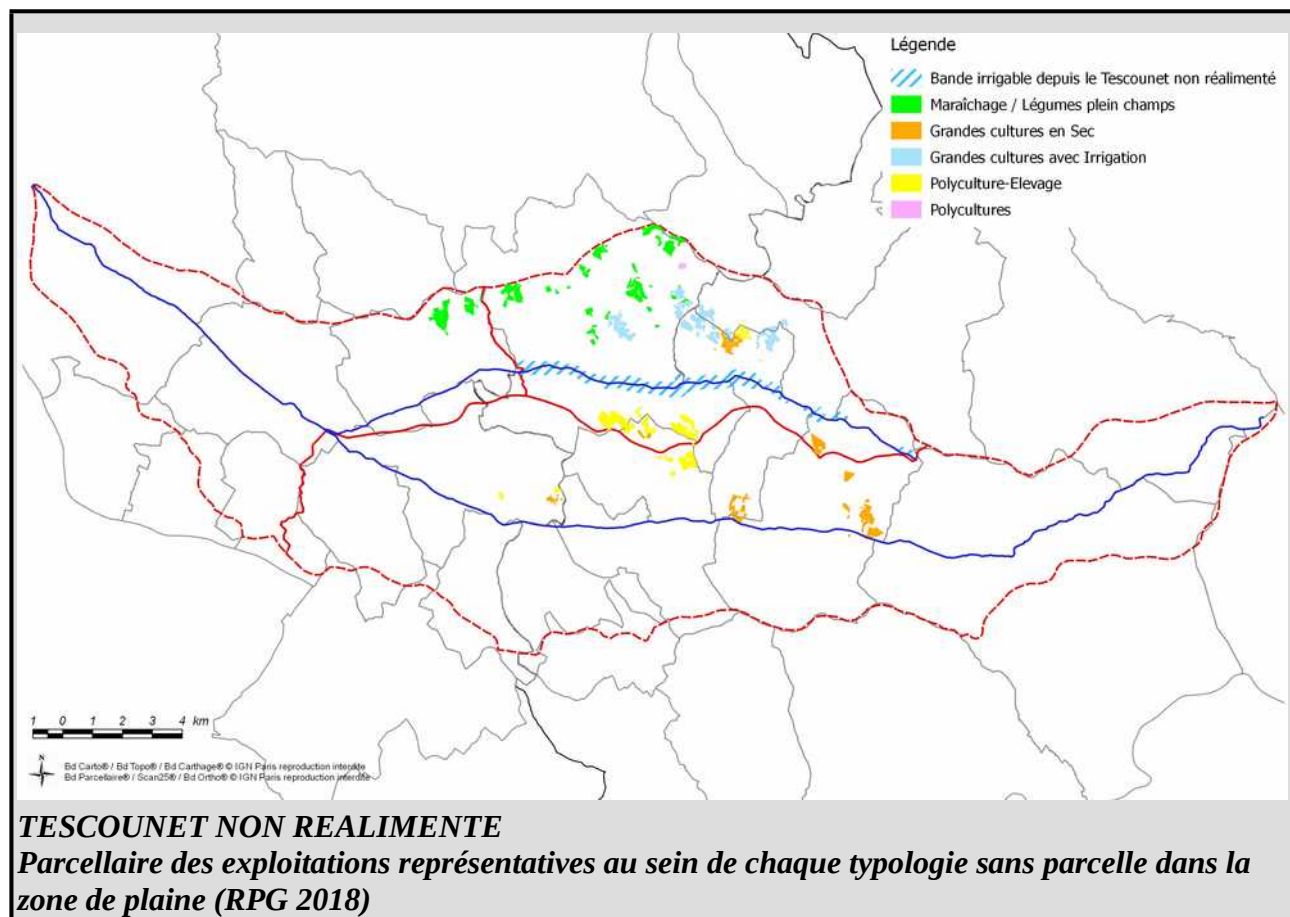 Légende
Bande irrigable depuis le Tescounet non réalimenté
Maraîchage / Légumes plein champs
Grandes cultures en Sec
Grandes cultures avec Irrigation
Polyculture-Elevage
Polycultures
1 0 1 2 3 4 km
N
Bd Carto® / Bd Topo® / Bd Carthage® © IGN Paris reproduction interdite
Bd Parcellaire® / Scan25® / Bd Ortho® © IGN Paris reproduction interdite
TESCOUNET NON REALIMENTE
Parcellaire des exploitations représentatives au sein de chaque typologie sans parcelle dans la
zone de plaine (RPG 2018)